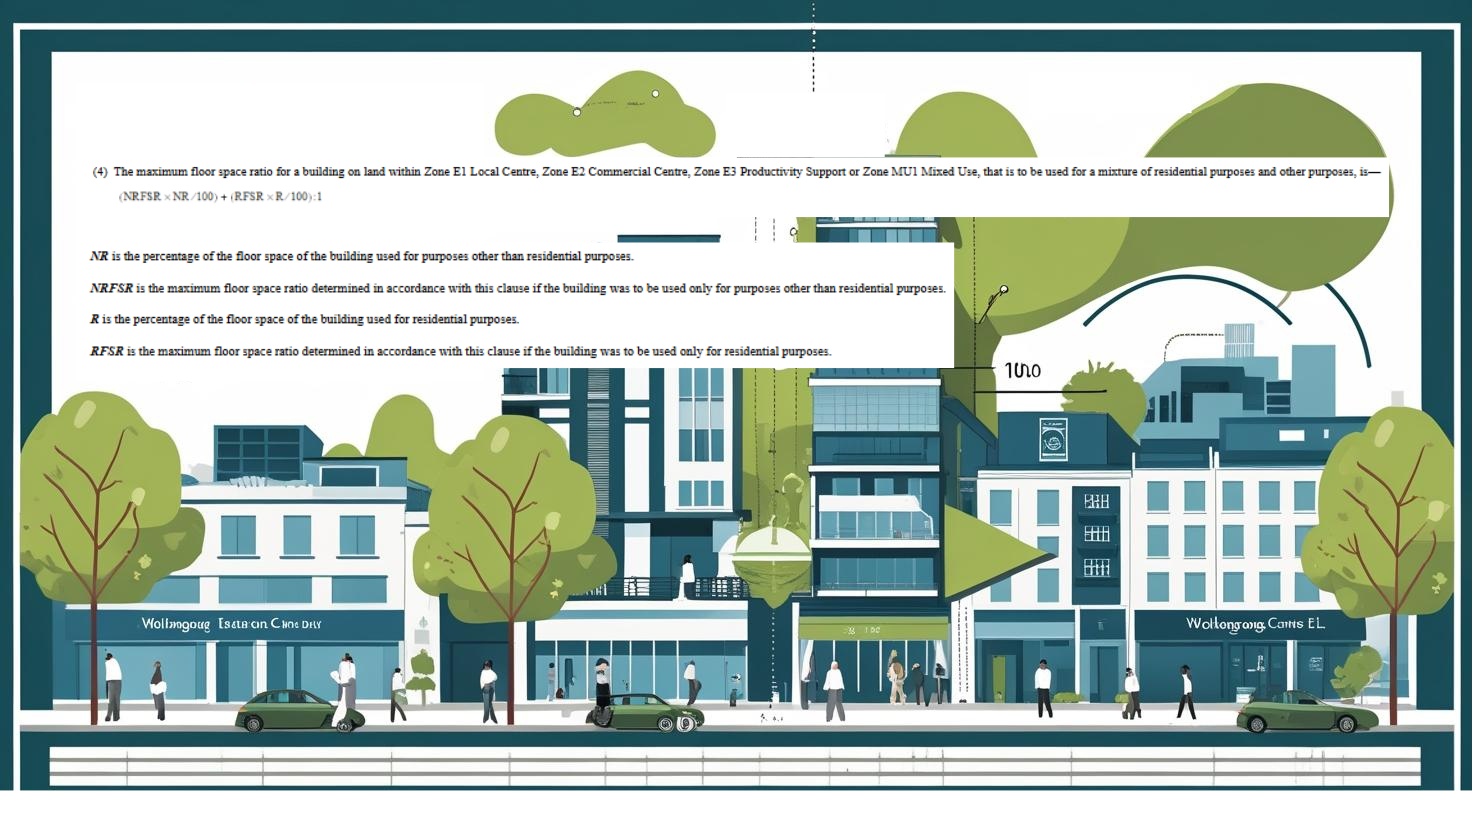 (4) The maximum floor space ratio for a building on land within Zone E1 Local Centre, Zone E2 Commercial Centre, Zone E3 Productivity Support or Zone MU1 Mixed Use, that is to be used for a mixture of residential purposes and other purposes, is—
(NRFSR × NR/100) + (RFSR × R/100):1
NR is the percentage of the floor space of the building used for purposes other than residential purposes.
NRFSR is the maximum floor space ratio determined in accordance with this clause if the building was to be used only for purposes other than residential purposes.
R is the percentage of the floor space of the building used for residential purposes.
RFSR is the maximum floor space ratio determined in accordance with this clause if the building was to be used only for residential purposes.
Wollongong
Wollongong Cams EL